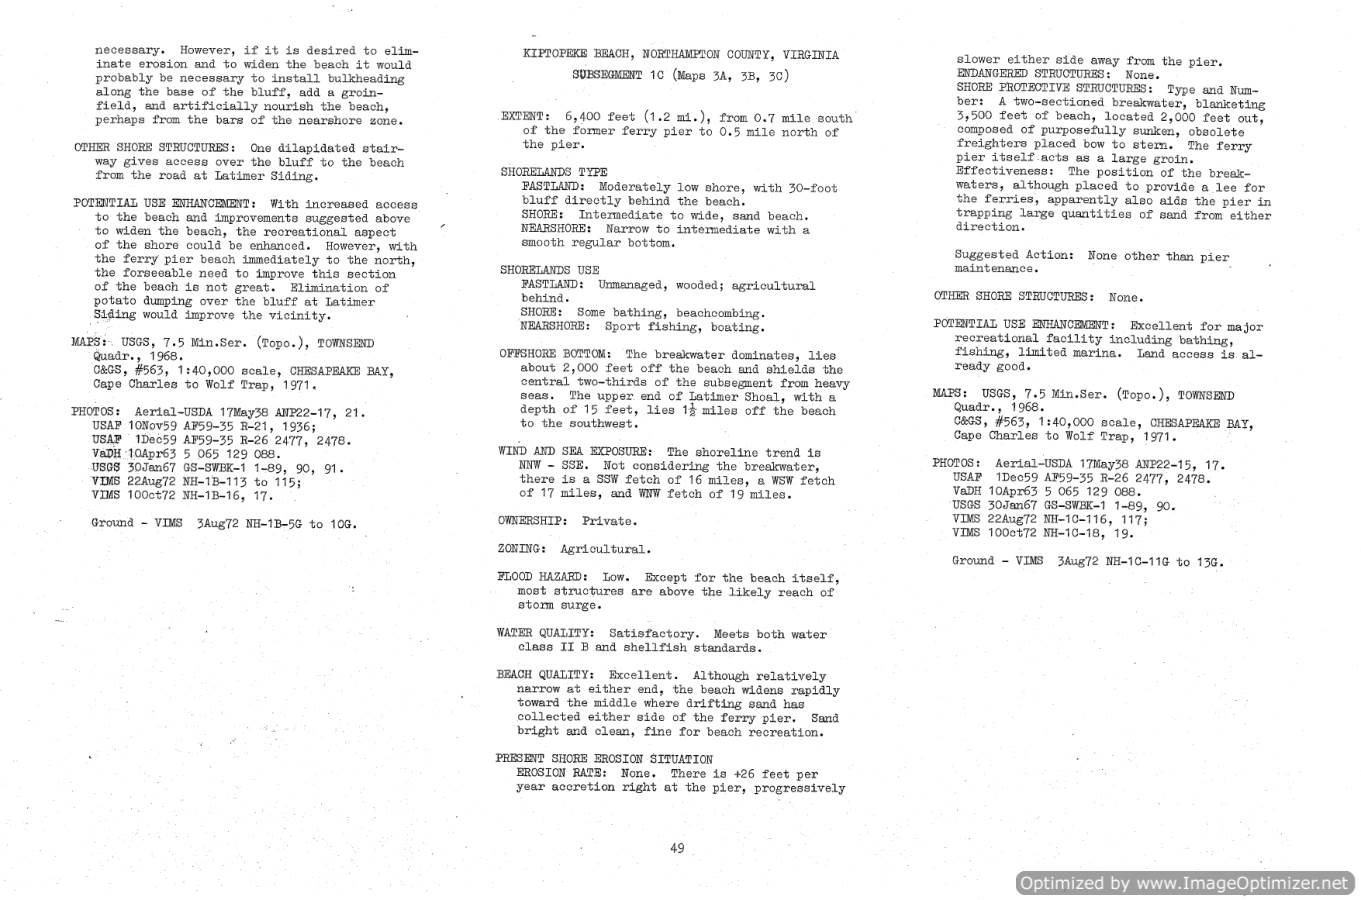 necessary. However, if it is desired to elim-
inate erosion and to widen the beach it would
probably be necessary to install bulkheading
along the base of the bluff, add a groin-
field, and artificially nourish the beach,
perhaps from the bars of the nearshore zone.
OTHER SHORE STRUCTURES: One dilapidated stair-
way gives access over the bluff to the beach
from the road at Latimer Siding.
POTENTIAL USE ENHANCEMENT: With increased access
to the beach and improvements suggested above
to widen the beach, the recreational aspect
of the shore could be enhanced. However, with
the ferry pier beach immediately to the north,
the forseeable need to improve this section
of the beach is not great. Elimination of
potato dumping over the bluff at Latimer
Siding would improve the vicinity.
MAPS: USGS, 7.5 Min.Ser. (Topo.), TOWNSEND
Quadr., 1968.
C&GS, #563, 1:40,000 scale, CHESAPEAKE BAY,
Cape Charles to Wolf Trap, 1971.
PHOTOS: Aerial-USDA 17May38 ANP22-17, 21.
USAF 10Nov59 AF59-35 R-21, 1936;
USAF 1Dec59 AF59-35 R-26 2477, 2478.
VaDH 10Apr63 5 065 129 088.
USGS 30Jan67 GS-SWBK-1 1-89, 90, 91.
VIMS 22Aug72 NH-1B-113 to 115;
VIMS 10Oct72 NH-1B-16, 17.
Ground - VIMS 3Aug72 NH-1B-5G to 10G.
KIPTOPEKE BEACH, NORTHAMPTON COUNTY, VIRGINIA
SUBSEGMENT 1C (Maps 3A, 3B, 3C)
EXTENT: 6,400 feet (1.2 mi.), from 0.7 mile south
of the former ferry pier to 0.5 mile north of
the pier.
SHORELANDS TYPE
FASTLAND: Moderately low shore, with 30-foot
bluff directly behind the beach.
SHORE: Intermediate to wide, sand beach.
NEARSHORE: Narrow to intermediate with a
smooth regular bottom.
SHORELANDS USE
FASTLAND: Unmanaged, wooded; agricultural
behind.
SHORE: Some bathing, beachcombing.
NEARSHORE: Sport fishing, boating.
OFFSHORE BOTTOM: The breakwater dominates, lies
about 2,000 feet off the beach and shields the
central two-thirds of the subsegment from heavy
seas. The upper end of Latimer Shoal, with a
depth of 15 feet, lies 1½ miles off the beach
to the southwest.
WIND AND SEA EXPOSURE: The shoreline trend is
NNW - SSE. Not considering the breakwater,
there is a SSW fetch of 16 miles, a WSW fetch
of 17 miles, and WNW fetch of 19 miles.
OWNERSHIP: Private.
ZONING: Agricultural.
FLOOD HAZARD: Low. Except for the beach itself,
most structures are above the likely reach of
storm surge.
WATER QUALITY: Satisfactory. Meets both water
class II B and shellfish standards.
BEACH QUALITY: Excellent. Although relatively
narrow at either end, the beach widens rapidly
toward the middle where drifting sand has
collected either side of the ferry pier. Sand
bright and clean, fine for beach recreation.
PRESENT SHORE EROSION SITUATION
EROSION RATE: None. There is +26 feet per
year accretion right at the pier, progressively
slower either side away from the pier.
ENDANGERED STRUCTURES: None.
SHORE PROTECTIVE STRUCTURES: Type and Num-
ber: A two-sectioned breakwater, blanketing
3,500 feet of beach, located 2,000 feet out,
composed of purposefully sunken, obsolete
freighters placed bow to stern. The ferry
pier itself acts as a large groin.
Effectiveness: The position of the break-
waters, although placed to provide a lee for
the ferries, apparently also aids the pier in
trapping large quantities of sand from either
direction.
Suggested Action: None other than pier
maintenance.
OTHER SHORE STRUCTURES: None.
POTENTIAL USE ENHANCEMENT: Excellent for major
recreational facility including bathing,
fishing, limited marina. Land access is al-
ready good.
MAPS: USGS, 7.5 Min.Ser. (Topo.), TOWNSEND
Quadr., 1968.
C&GS, #563, 1:40,000 scale, CHESAPEAKE BAY,
Cape Charles to Wolf Trap, 1971.
PHOTOS: Aerial-USDA 17May38 ANP22-15, 17.
USAF 1Dec59 AF59-35 R-26 2477, 2478.
VaDH 10Apr63 5 065 129 088.
USGS 30Jan67 GS-SWBK-1 1-89, 90.
VIMS 22Aug72 NH-1C-116, 117;
VIMS 10Oct72 NH-1C-18, 19.
Ground - VIMS 3Aug72 NH-1C-11G to 13G.
49
Optimized by www.ImageOptimizer.net